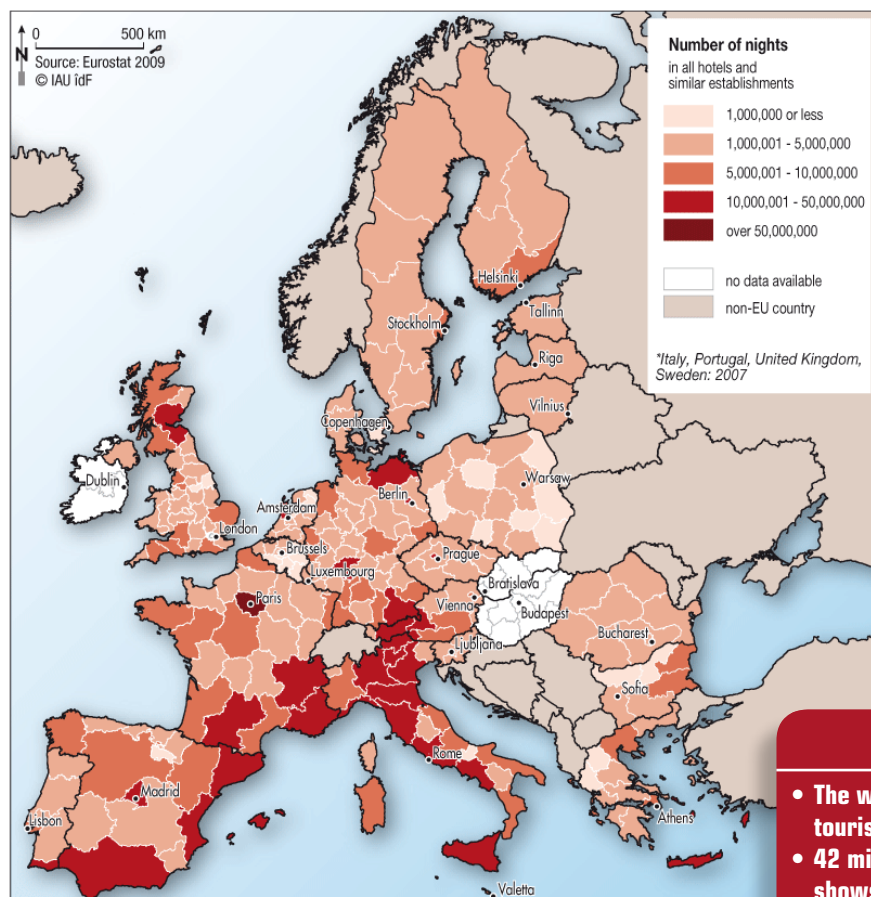 0 500 km
N
Source: Eurostat 2009
© IAU îdF
Number of nights
in all hotels and
similar establishments
1,000,000 or less
1,000,001 - 5,000,000
5,000,001 - 10,000,000
10,000,001 - 50,000,000
over 50,000,000
no data available
non-EU country
*Italy, Portugal, United Kingdom,
Sweden: 2007
Helsinki
Tallinn
Stockholm
Riga
Vilnius
Copenhagen
Dublin
Berlin
Warsaw
Amsterdam
London
Brüssels
Prague
Luxembourg
Bratislava
Paris
Vienna
Budapest
Ljubljana
Bucharest
Sofia
Rome
Madrid
Lisbon
Athens
Valetta
• The w
touris
• 42 mi
shows